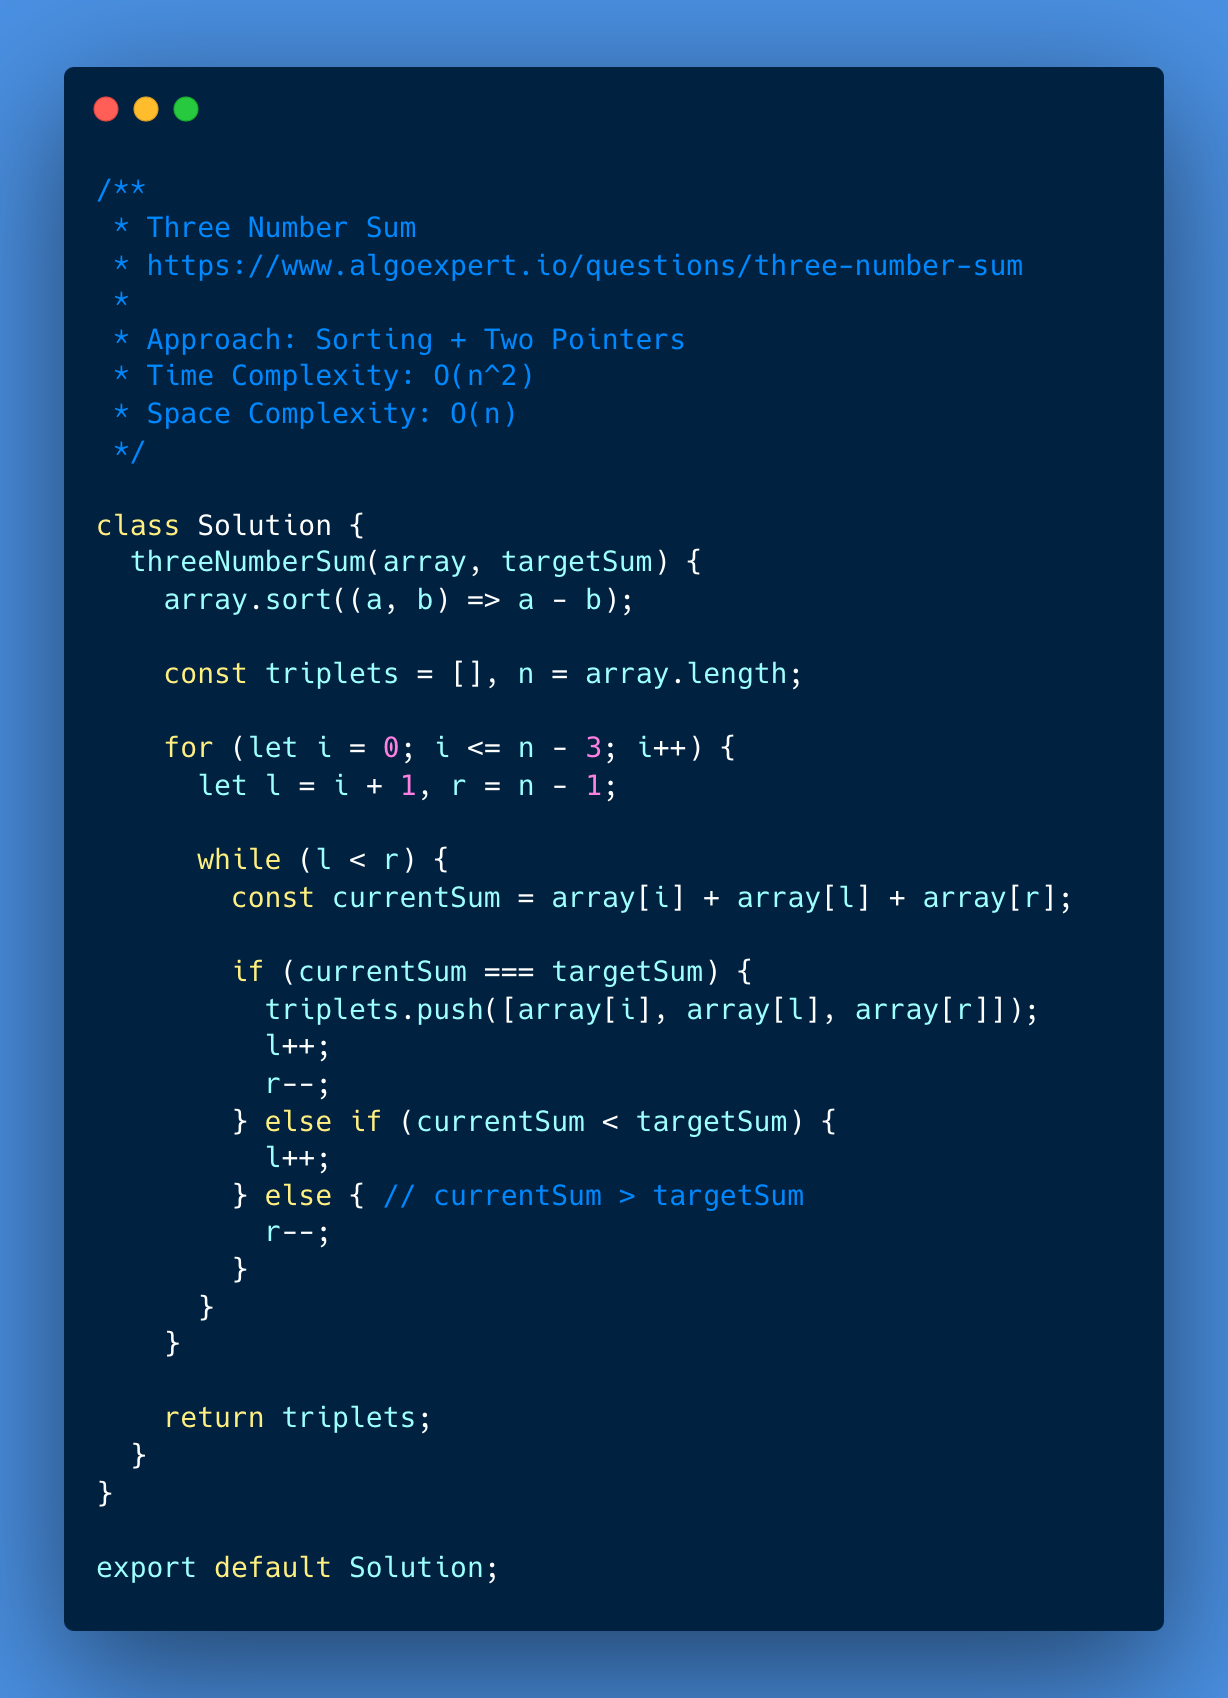 /**
 * Three Number Sum
 * https://www.algoexpert.io/questions/three-number-sum
 *
 * Approach: Sorting + Two Pointers
 * Time Complexity: O(n^2)
 * Space Complexity: O(n)
 */

class Solution {
  threeNumberSum(array, targetSum) {
    array.sort((a, b) => a - b);

    const triplets = [], n = array.length;

    for (let i = 0; i <= n - 3; i++) {
      let l = i + 1, r = n - 1;

      while (l < r) {
        const currentSum = array[i] + array[l] + array[r];

        if (currentSum === targetSum) {
          triplets.push([array[i], array[l], array[r]]);
          l++;
          r--;
        } else if (currentSum < targetSum) {
          l++;
        } else { // currentSum > targetSum
          r--;
        }
      }
    }

    return triplets;
  }
}

export default Solution;